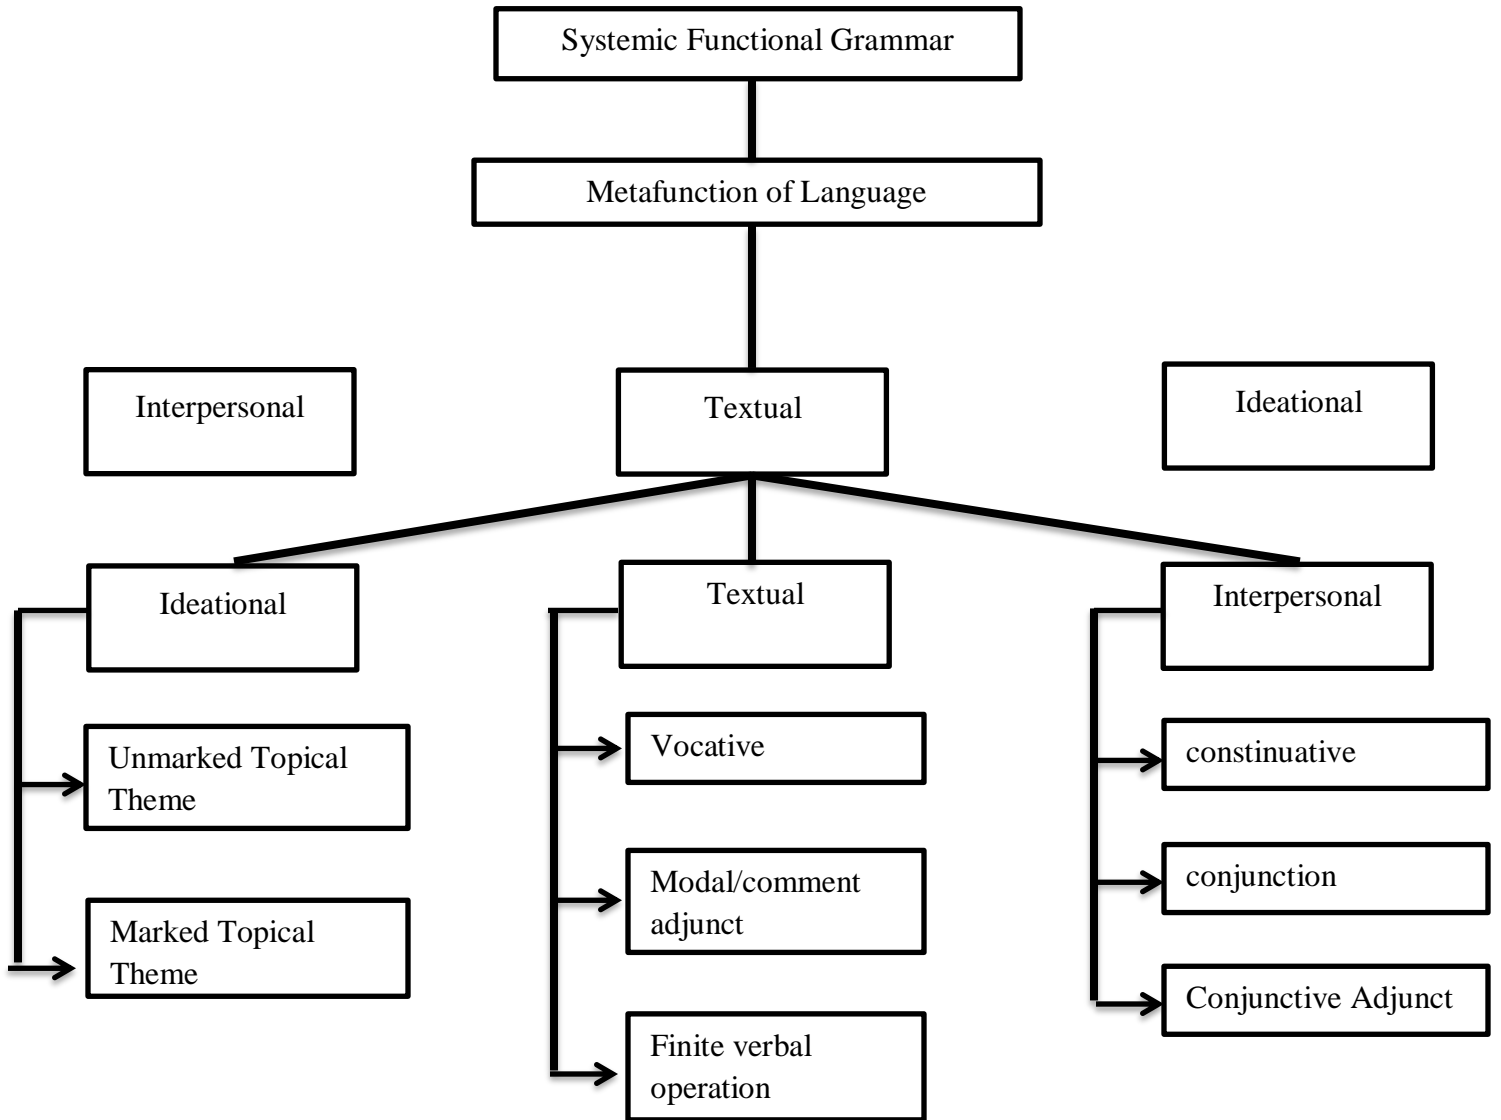 Systemic Functional Grammar
Metafunction of Language
Interpersonal
Textual
Ideational
Ideational
Textual
Interpersonal
Unmarked Topical
Theme
Marked Topical
Theme
Vocative
Modal/comment
adjunct
Finite verbal
operation
constinuative
conjunction
Conjunctive Adjunct